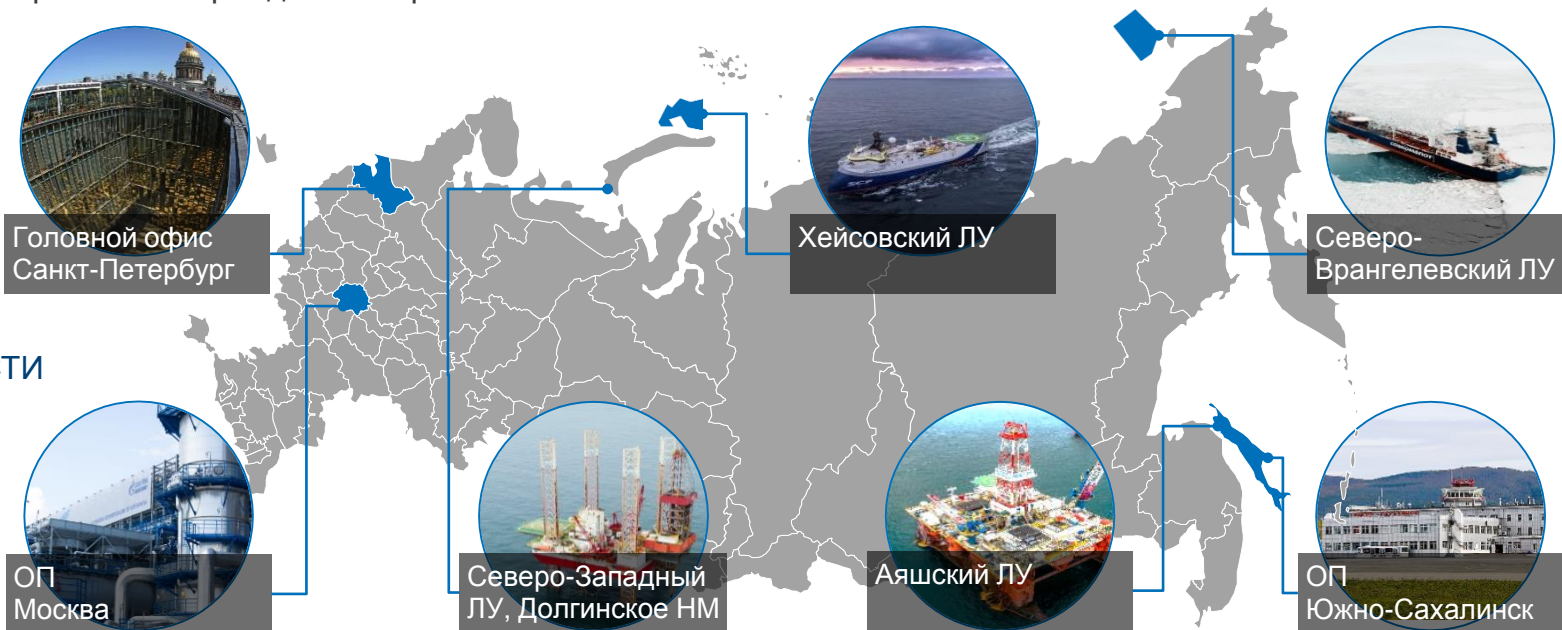 Головной офис
Санкт-Петербург
Хейсовский ЛУ
Северо-
Врангелевский ЛУ
СТИ
ОП
Москва
Северо-Западный
ЛУ, Долгинское НМ
Аяшский ЛУ
ОП
Южно-Сахалинск